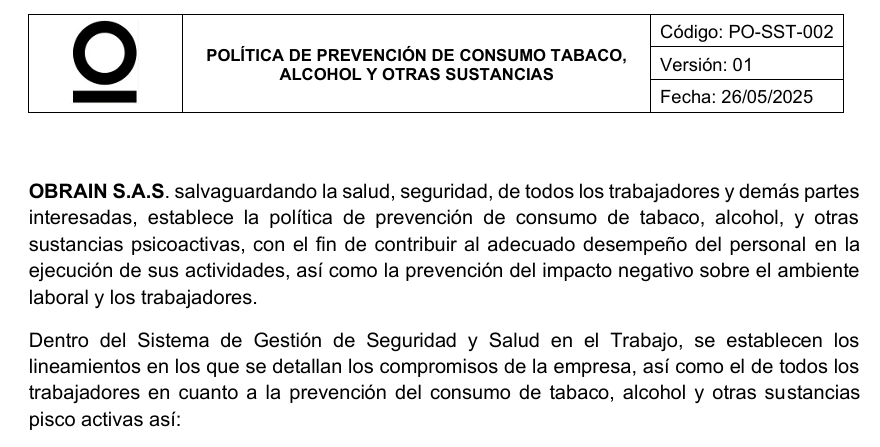 POLÍTICA DE PREVENCIÓN DE CONSUMO TABACO,
ALCOHOL Y OTRAS SUSTANCIAS
Código: PO-SST-002
Versión: 01
Fecha: 26/05/2025
OBRAIN S.A.S. salvaguardando la salud, seguridad, de todos los trabajadores y demás partes
interesadas, establece la política de prevención de consumo de tabaco, alcohol, y otras
sustancias psicoactivas, con el fin de contribuir al adecuado desempeño del personal en la
ejecución de sus actividades, así como la prevención del impacto negativo sobre el ambiente
laboral y los trabajadores.
Dentro del Sistema de Gestión de Seguridad y Salud en el Trabajo, se establecen los
lineamientos en los que se detallan los compromisos de la empresa, así como el de todos los
trabajadores en cuanto a la prevención del consumo de tabaco, alcohol y otras sustancias
pisco activas así: